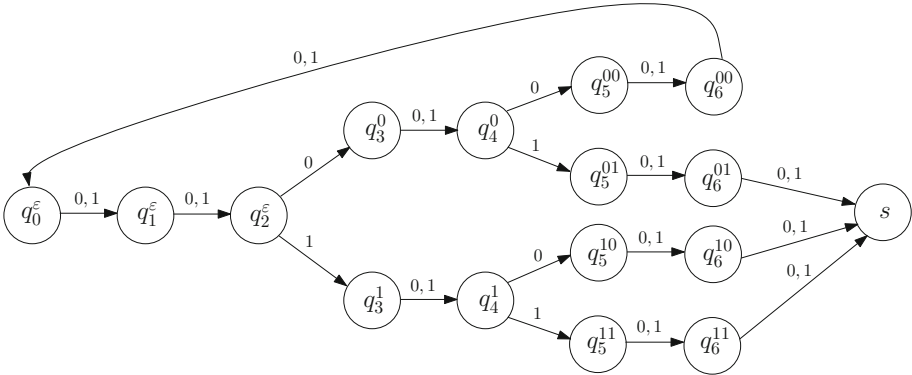 0, 1
0 q_5^{00} 0, 1 q_6^{00}
q_3^0 0, 1 q_4^0
0 1 q_5^{01} 0, 1 q_6^{01} 0, 1
q_0^ε 0, 1 q_1^ε 0, 1 q_2^ε s
1 0 q_5^{10} 0, 1 q_6^{10} 0, 1
q_3^1 0, 1 q_4^1 0, 1
1 q_5^{11} 0, 1 q_6^{11}